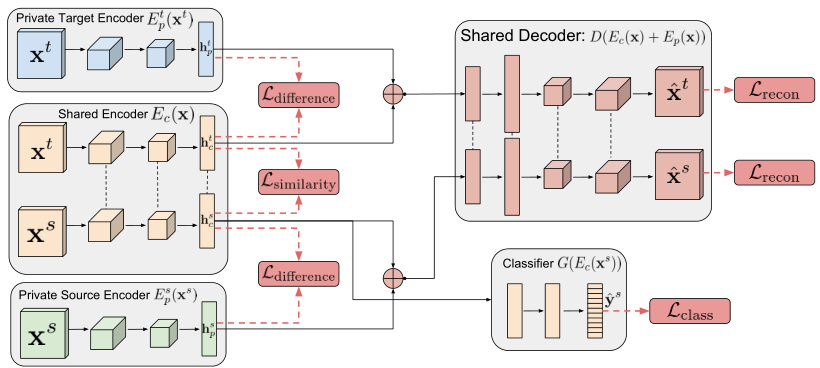 Private Target Encoder $E_p^t(\mathbf{x}^t)$
$\mathbf{x}^t$
$\mathbf{h}_p^t$
$\mathcal{L}_{\text{difference}}$
Shared Encoder $E_c(\mathbf{x})$
$\mathbf{x}^t$
$\mathbf{h}_c^t$
$\mathcal{L}_{\text{similarity}}$
$\mathbf{x}^s$
$\mathbf{h}_c^s$
$\mathcal{L}_{\text{difference}}$
Private Source Encoder $E_p^s(\mathbf{x}^s)$
$\mathbf{x}^s$
$\mathbf{h}_p^s$
Shared Decoder: $D(E_c(\mathbf{x}) + E_p(\mathbf{x}))$
$\hat{\mathbf{x}}^t$
$\mathcal{L}_{\text{recon}}$
$\hat{\mathbf{x}}^s$
$\mathcal{L}_{\text{recon}}$
Classifier $G(E_c(\mathbf{x}^s))$
$\hat{\mathbf{y}}^s$
$\mathcal{L}_{\text{class}}$